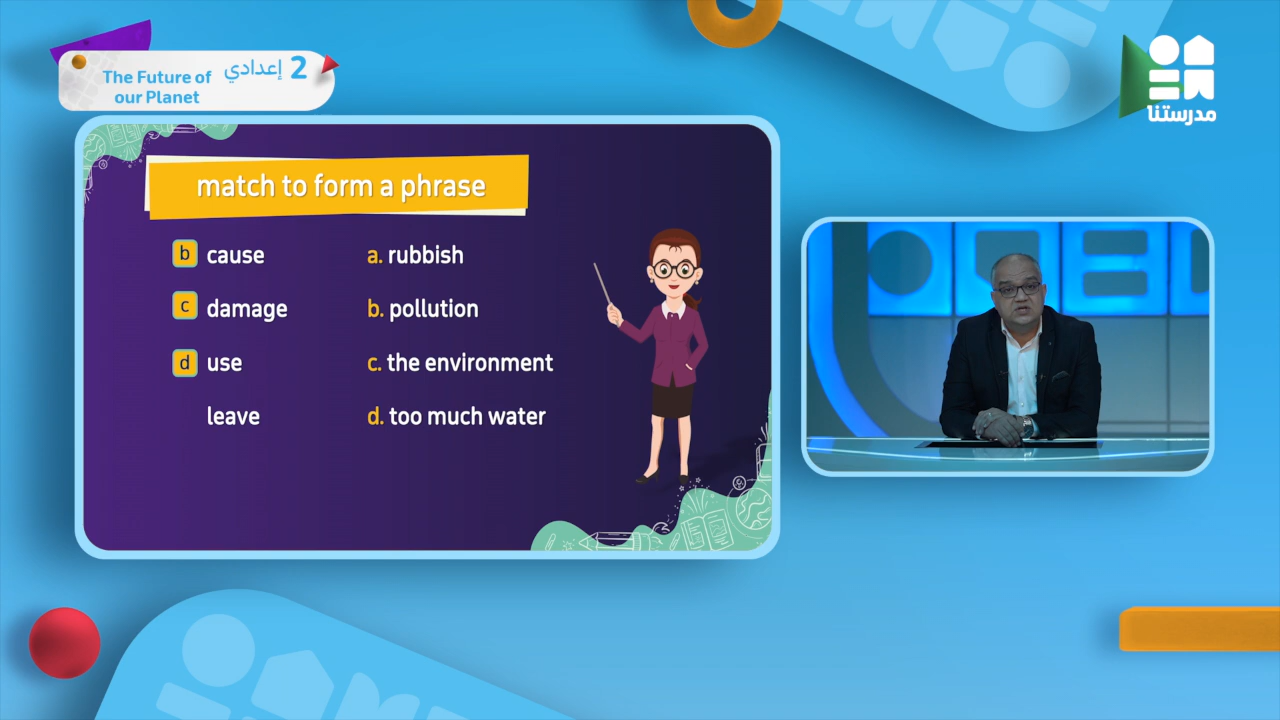 The Future of
our Planet
2 إعدادي
مدرستنا
match to form a phrase
b cause
a. rubbish
c damage
b. pollution
d use
c. the environment
leave
d. too much water